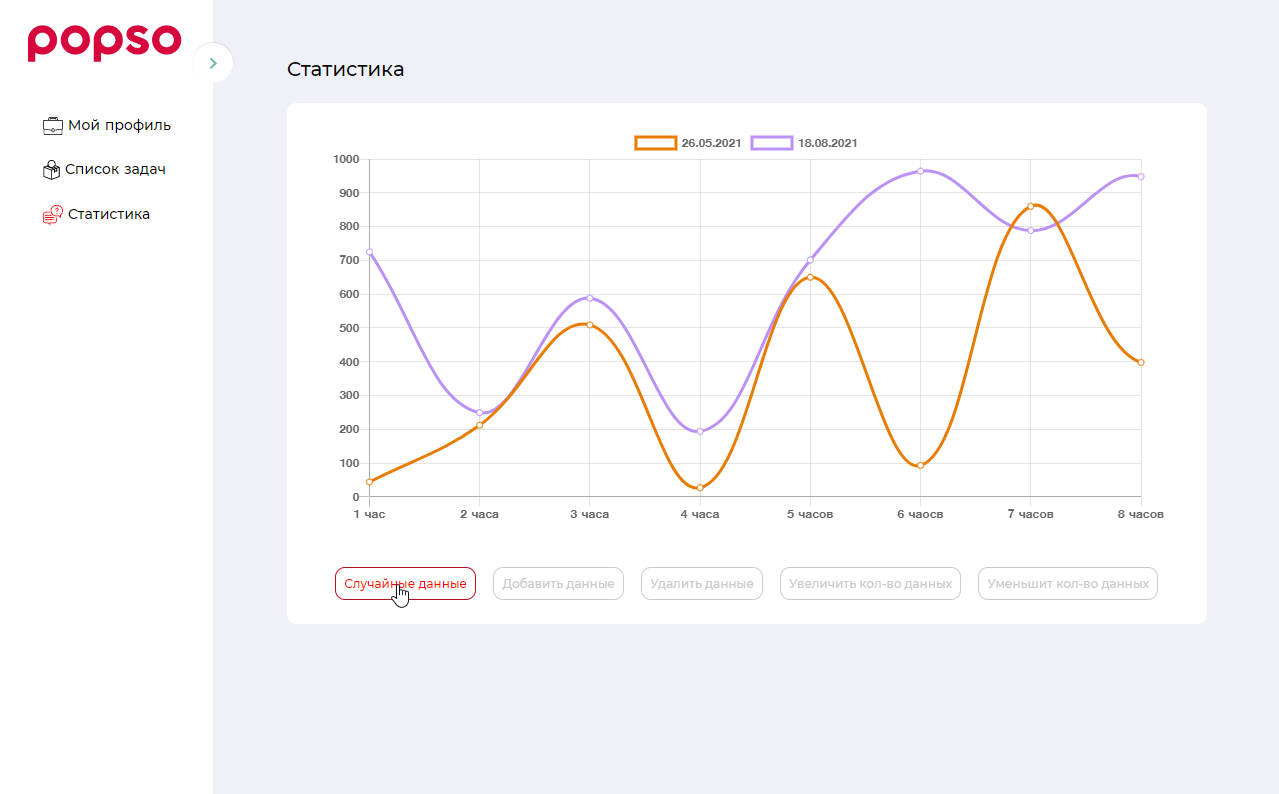 popso
Мой профиль
Список задач
Статистика
Статистика
26.05.2021 18.08.2021
1000
900
800
700
600
500
400
300
200
100
0
1 час 2 часа 3 часа 4 часа 5 часов 6 чаосв 7 часов 8 часов
Случайные данные Добавить данные Удалить данные Увеличить кол-во данных Уменьшит кол-во данных